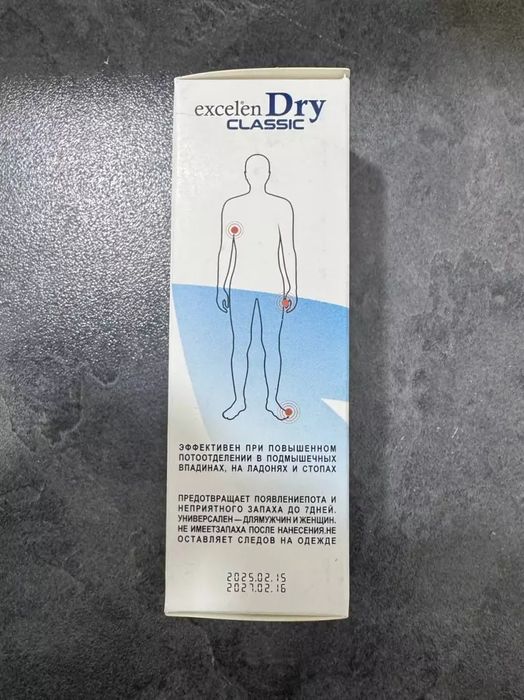 excelen Dry
CLASSIC
ЭФФЕКТИВЕН ПРИ ПОВЫШЕННОМ
ПОТООТДЕЛЕНИИ В ПОДМЫШЕЧНЫХ
ВПАДИНАХ, НА ЛАДОНЯХ И СТОПАХ
ПРЕДОТВРАЩАЕТ ПОЯВЛЕНИЕПОТА И
НЕПРИЯТНОГО ЗАПАХА ДО 7ДНЕЙ.
УНИВЕРСАЛЕН — ДЛЯМУЖЧИН И ЖЕНЩИН.
НЕ ИМЕЕТЗАПАХА ПОСЛЕ НАНЕСЕНИЯ.НЕ
ОСТАВЛЯЕТ СЛЕДОВ НА ОДЕЖДЕ
2025.02.15
2027.02.16